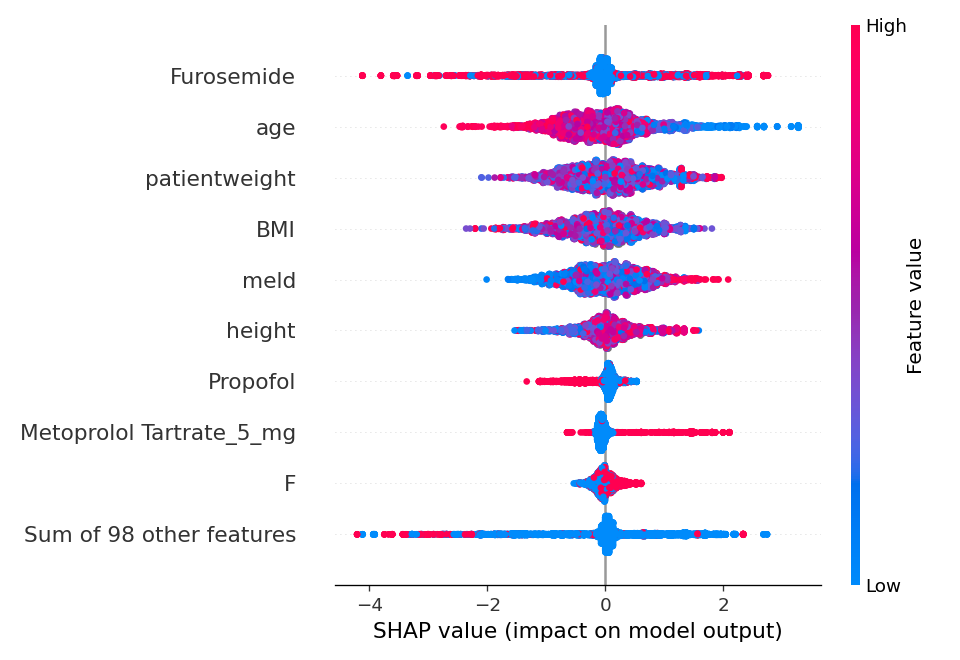 High
Furosemide
age
patientweight
BMI
meld
height
Propofol
Metoprolol Tartrate_5_mg
F
Sum of 98 other features
Feature value
Low
−4 −2 0 2
SHAP value (impact on model output)